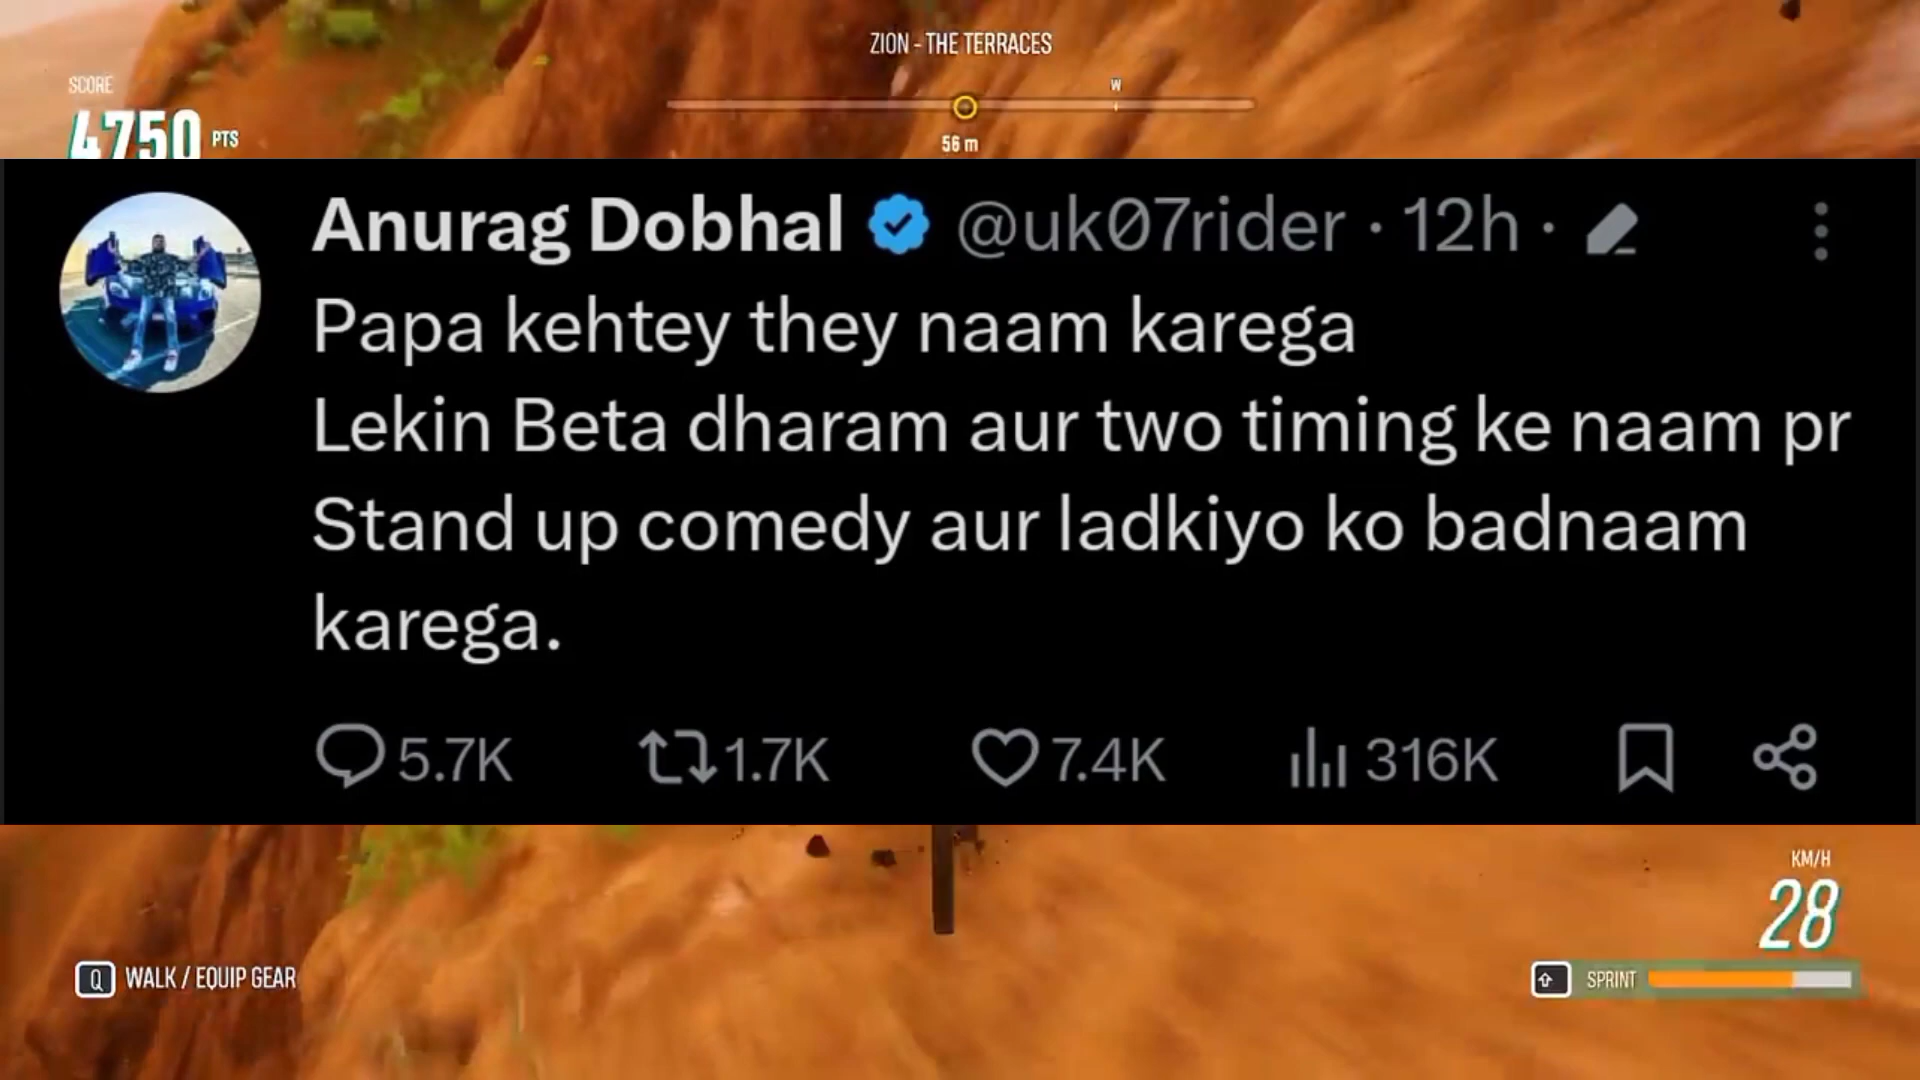 ZION - THE TERRACES
SCORE
W
4750 PTS
56 m
Anurag Dobhal @uk07rider · 12h ·
Papa kehtey they naam karega
Lekin Beta dharam aur two timing ke naam pr
Stand up comedy aur ladkiyo ko badnaam
karega.
5.7K 1.7K 7.4K 316K
KM/H
28
Q WALK / EQUIP GEAR
SPRINT